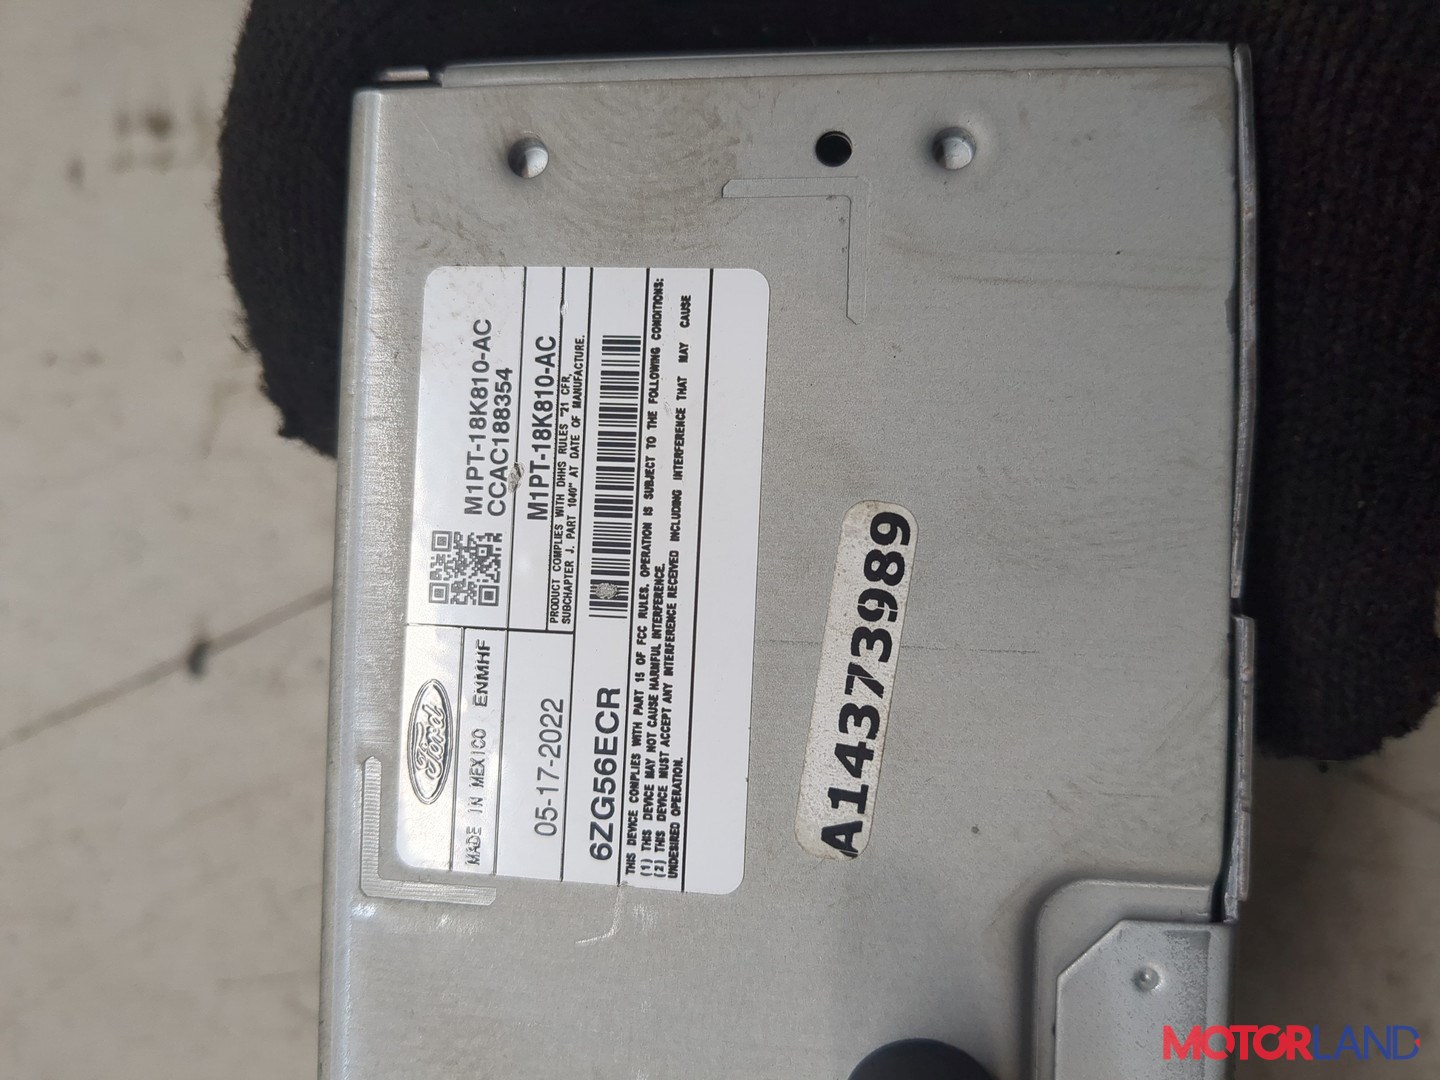 M1PT-18K810-AC
CCAC188354
Ford
MADE IN MEXICO ENMHF
M1PT-18K810-AC
05-17-2022
PRODUCT COMPLIES WITH DHHS RULES "21 CFR,
SUBCHAPTER J. PART 1040" AT DATE OF MANUFACTURE.
6ZG56ECR
THIS DEVICE COMPLIES WITH PART 15 OF FCC RULES. OPERATION IS SUBJECT TO THE FOLLOWING CONDITIONS:
(1) THIS DEVICE MAY NOT CAUSE HARMFUL INTERFERENCE.
(2) THIS DEVICE MUST ACCEPT ANY INTERFERENCE RECEIVED INCLUDING INTERFERENCE THAT MAY CAUSE
UNDESIRED OPERATION.
A14373989
MOTORLAND